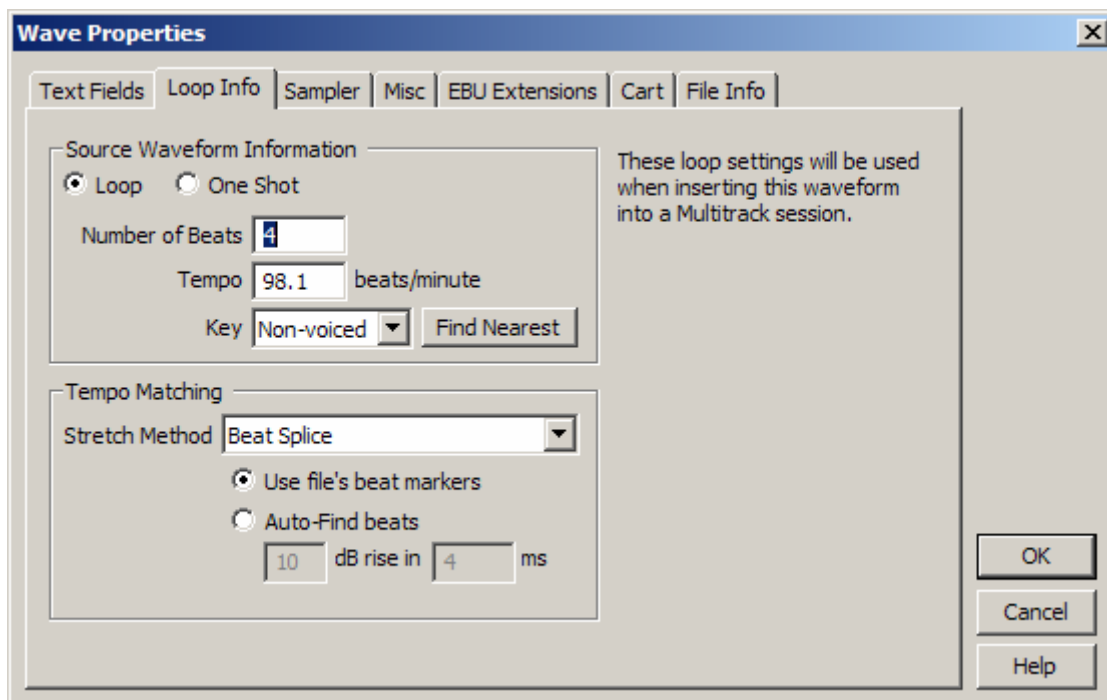 Wave Properties
Text Fields Loop Info Sampler Misc EBU Extensions Cart File Info
Source Waveform Information
Loop One Shot
Number of Beats 4
Tempo 98.1 beats/minute
Key Non-voiced Find Nearest
These loop settings will be used
when inserting this waveform
into a Multitrack session.
Tempo Matching
Stretch Method Beat Splice
Use file's beat markers
Auto-Find beats
10 dB rise in 4 ms
OK
Cancel
Help